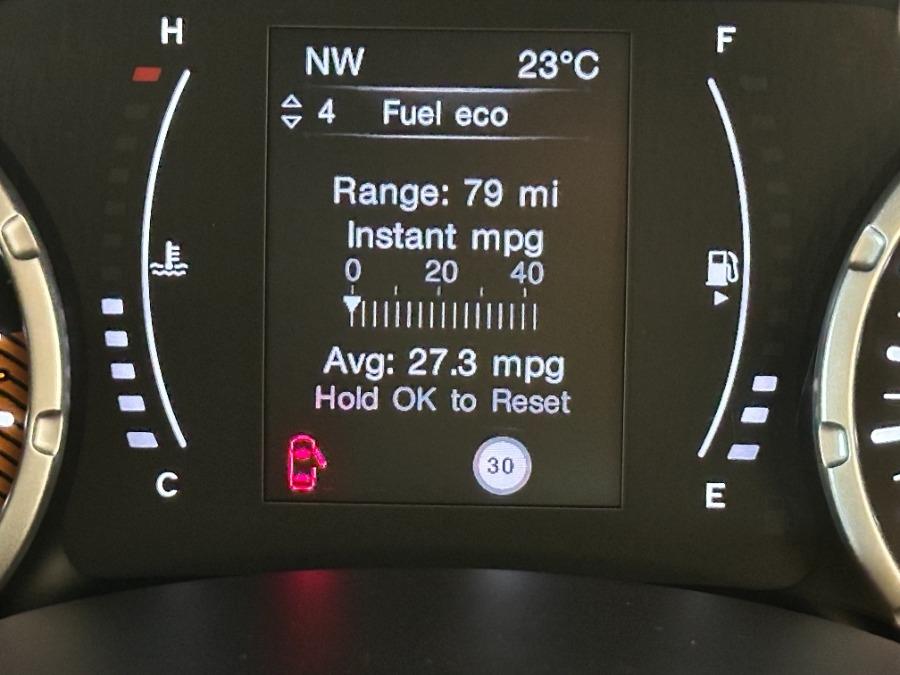 H
F
NW 23°C
4 Fuel eco
Range: 79 mi
Instant mpg
0 20 40
Avg: 27.3 mpg
Hold OK to Reset
30
C
E